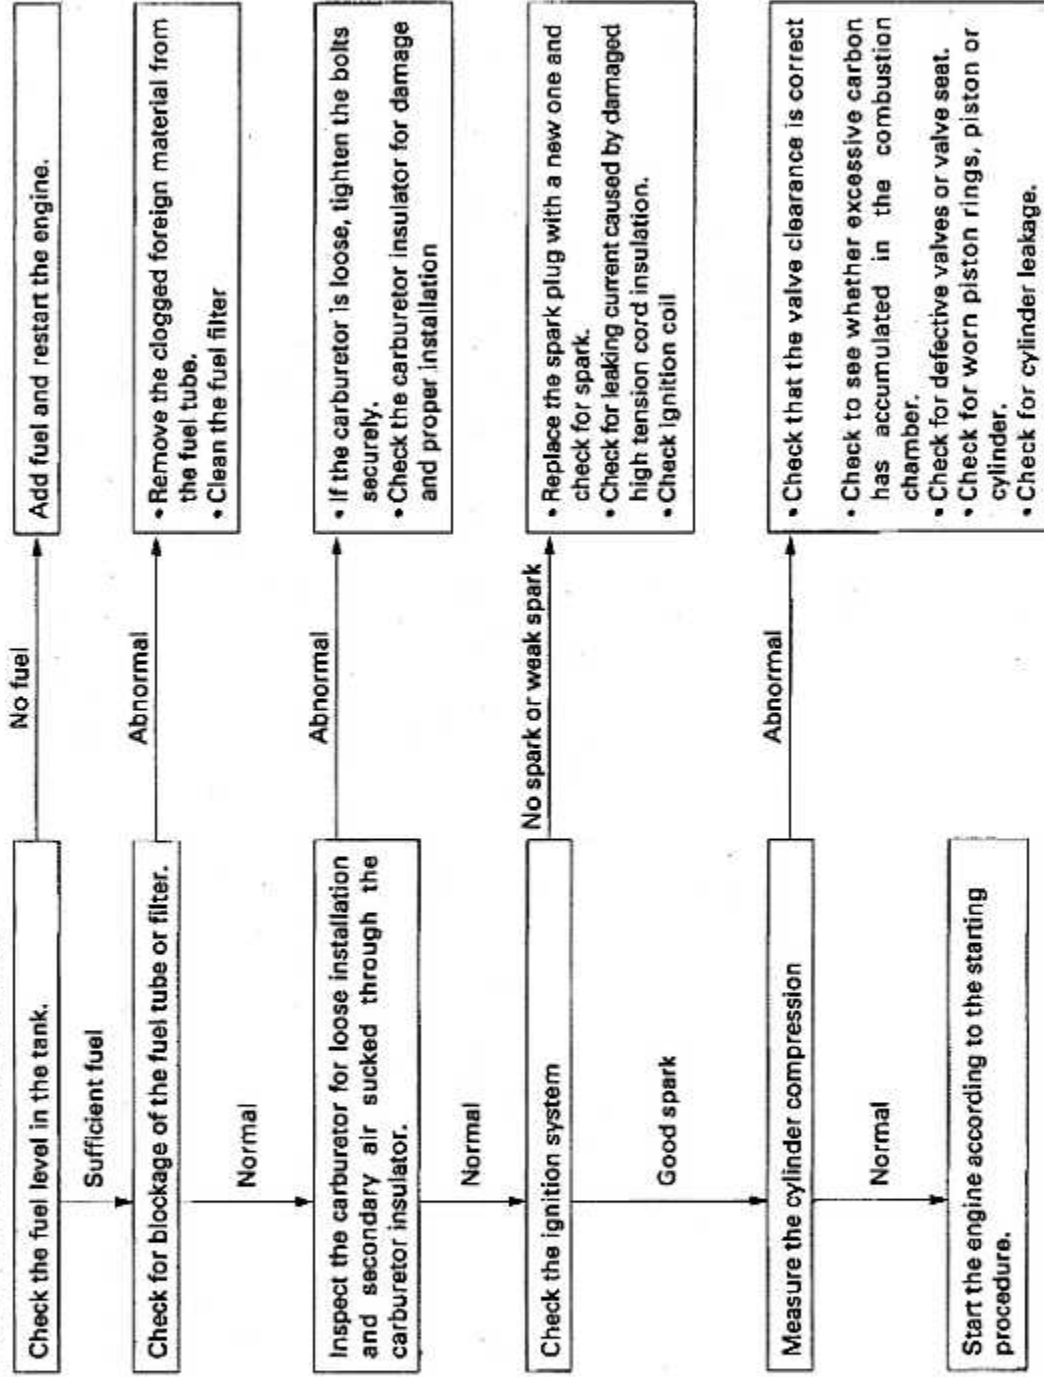 Check the fuel level in the tank.
No fuel
Add fuel and restart the engine.
Sufficient fuel
Check for blockage of the fuel tube or filter.
Abnormal
• Remove the clogged foreign material from
the fuel tube.
• Clean the fuel filter
Normal
Inspect the carburetor for loose installation
and secondary air sucked through the
carburetor insulator.
Abnormal
• If the carburetor is loose, tighten the bolts
securely.
• Check the carburetor insulator for damage
and proper installation
Normal
Check the ignition system
No spark or weak spark
• Replace the spark plug with a new one and
check for spark.
• Check for leaking current caused by damaged
high tension cord insulation.
• Check ignition coil
Good spark
Measure the cylinder compression
Abnormal
• Check that the valve clearance is correct
• Check to see whether excessive carbon
has accumulated in the combustion
chamber.
• Check for defective valves or valve seat.
• Check for worn piston rings, piston or
cylinder.
• Check for cylinder leakage.
Normal
Start the engine according to the starting
procedure.